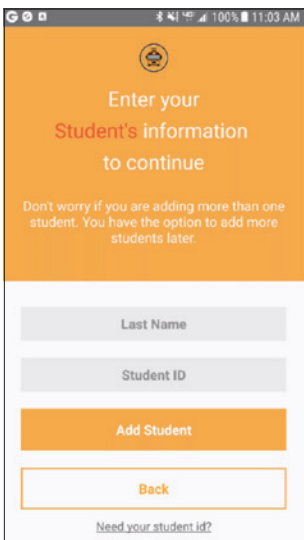 100% 11:03 AM
Enter your
Student's information
to continue
Don't worry if you are adding more than one
student. You have the option to add more
students later.
Last Name
Student ID
Add Student
Back
Need your student id?